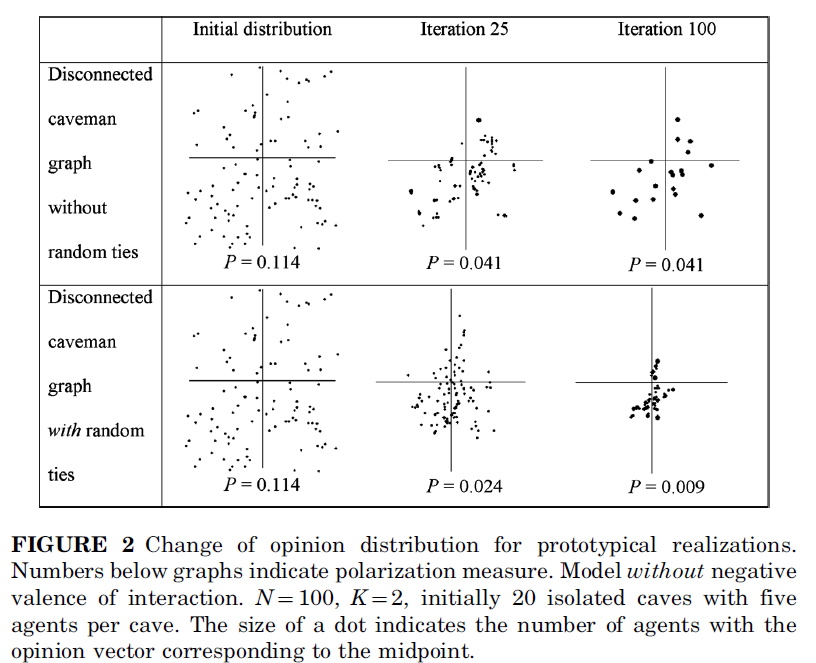 Initial distribution Iteration 25 Iteration 100
Disconnected
caveman
graph
without
random ties
P = 0.114 P = 0.041 P = 0.041
Disconnected
caveman
graph
with random
ties
P = 0.114 P = 0.024 P = 0.009
FIGURE 2 Change of opinion distribution for prototypical realizations.
Numbers below graphs indicate polarization measure. Model without negative
valence of interaction. N = 100, K = 2, initially 20 isolated caves with five
agents per cave. The size of a dot indicates the number of agents with the
opinion vector corresponding to the midpoint.